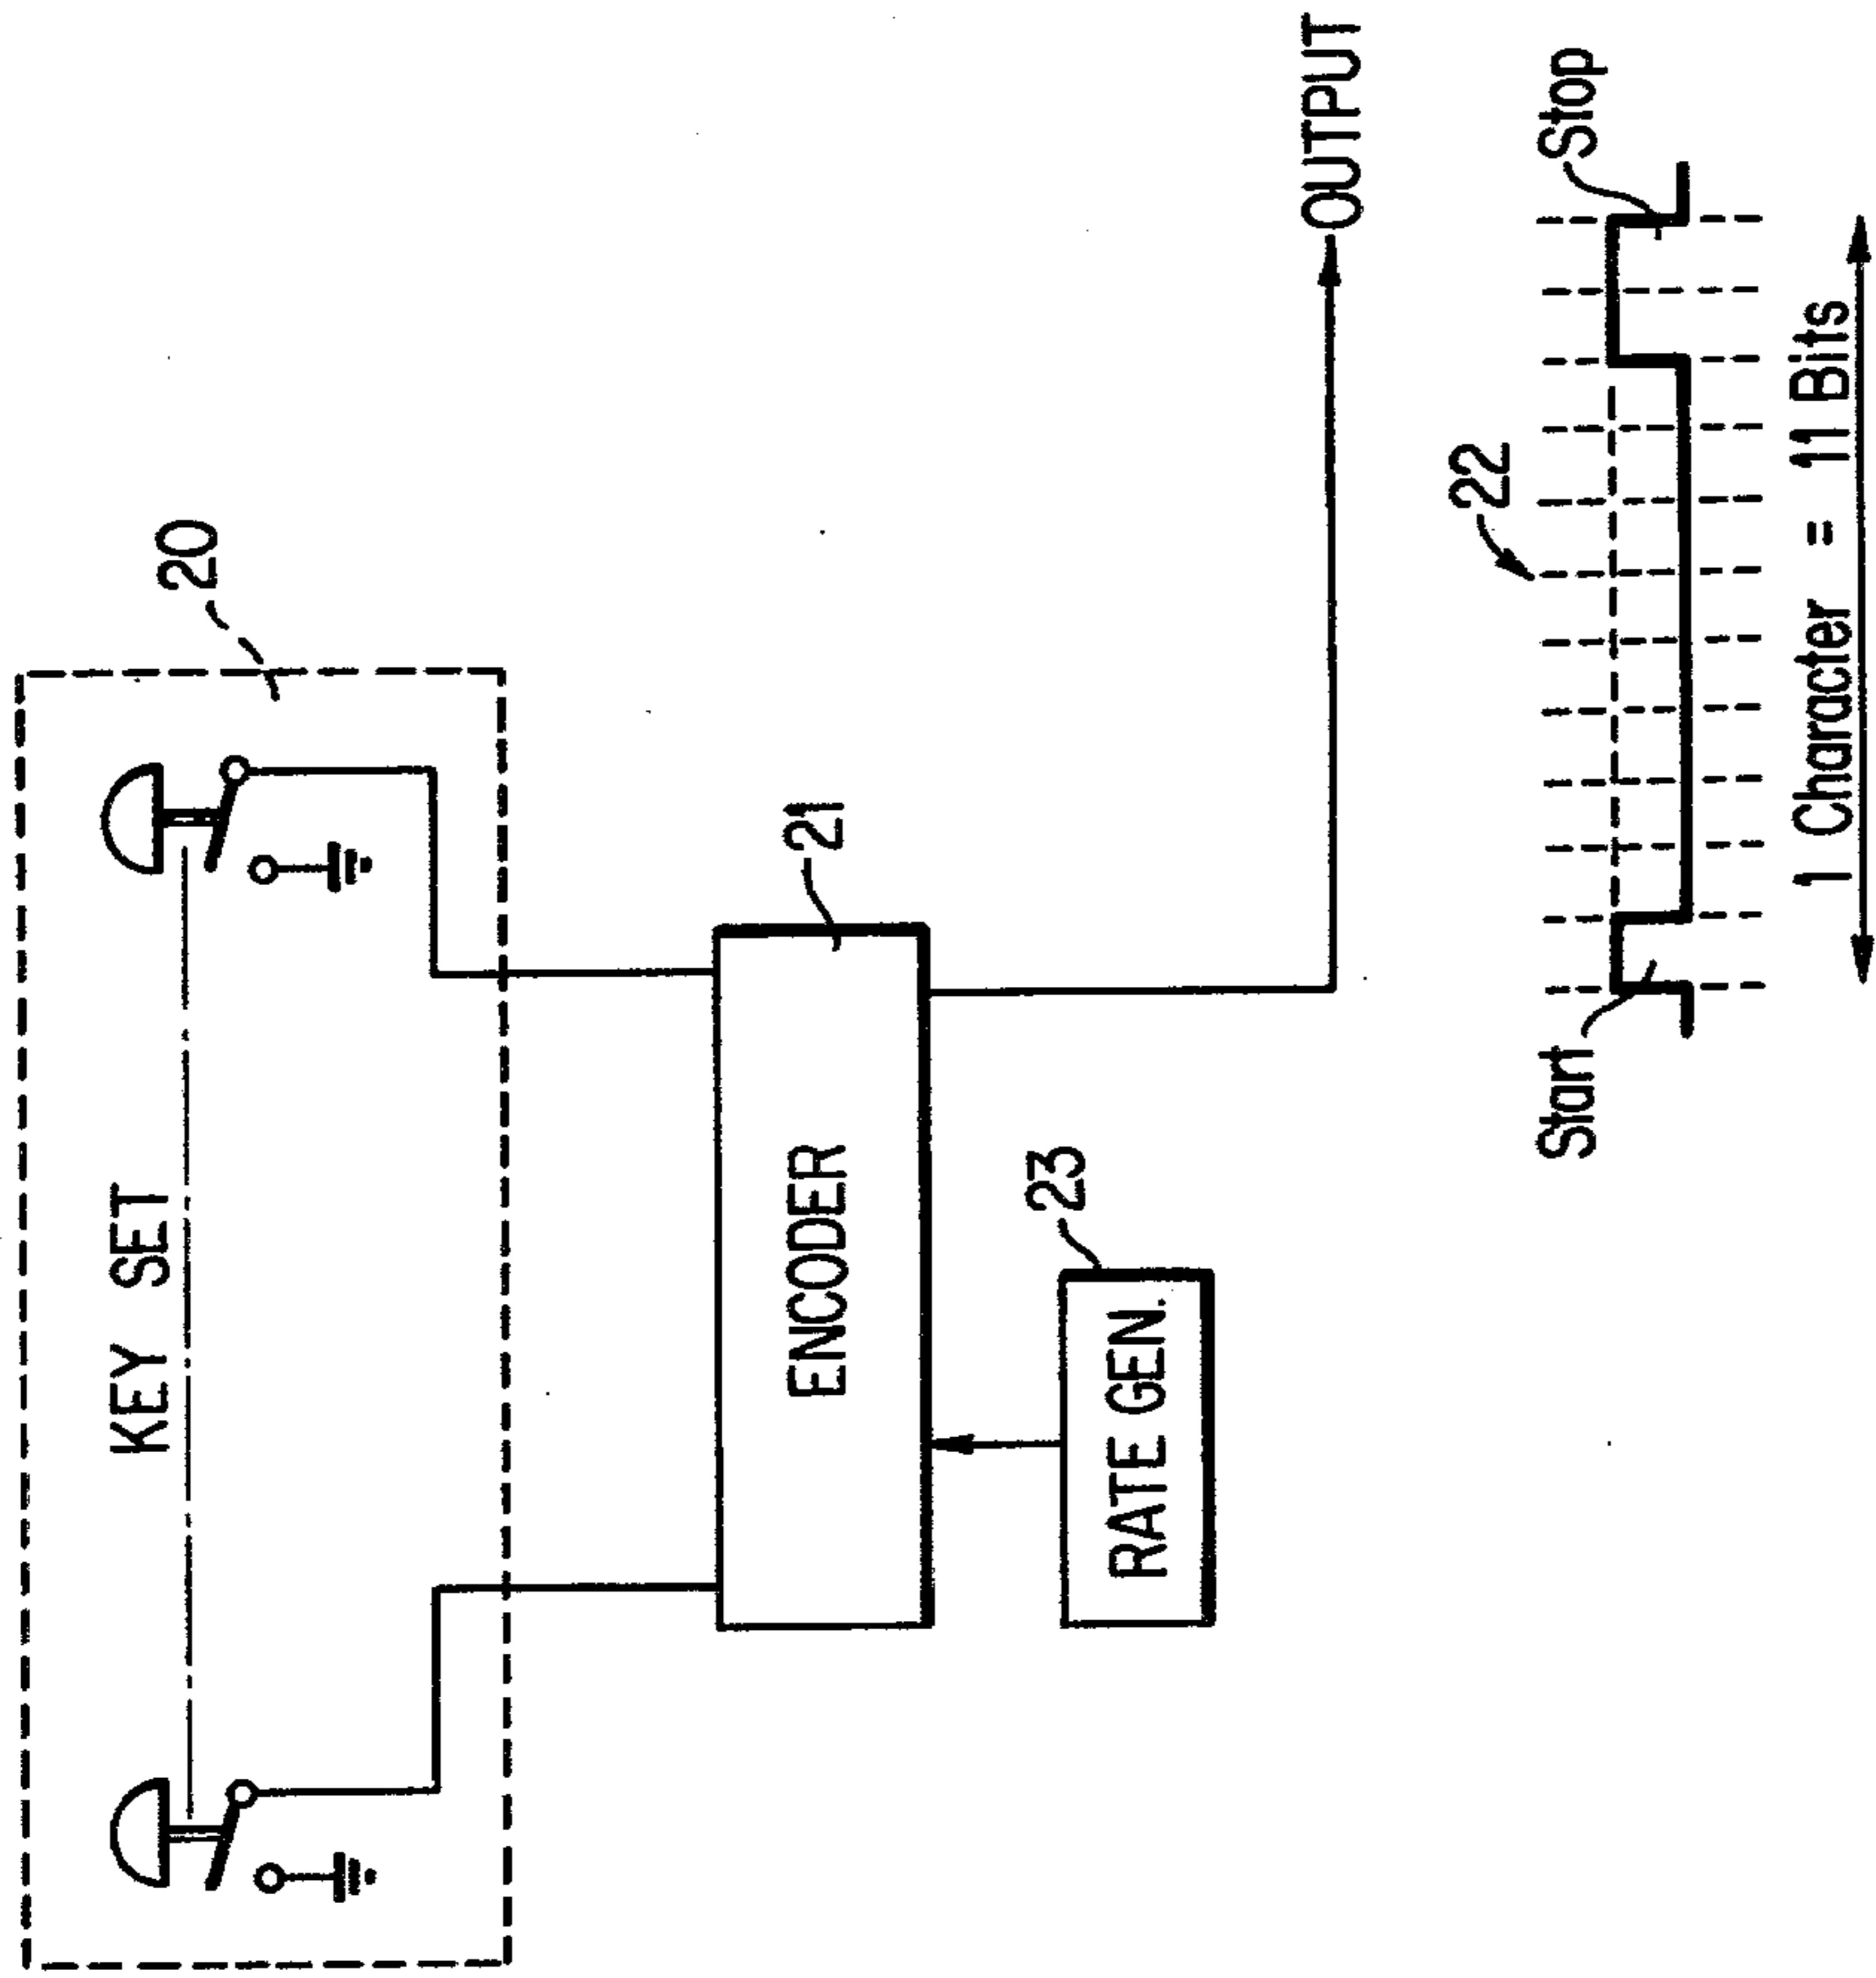 20
KEY SET
21
ENCODER
23
RATE GEN.
OUTPUT
22
Start
Stop
1 Character = 11 Bits